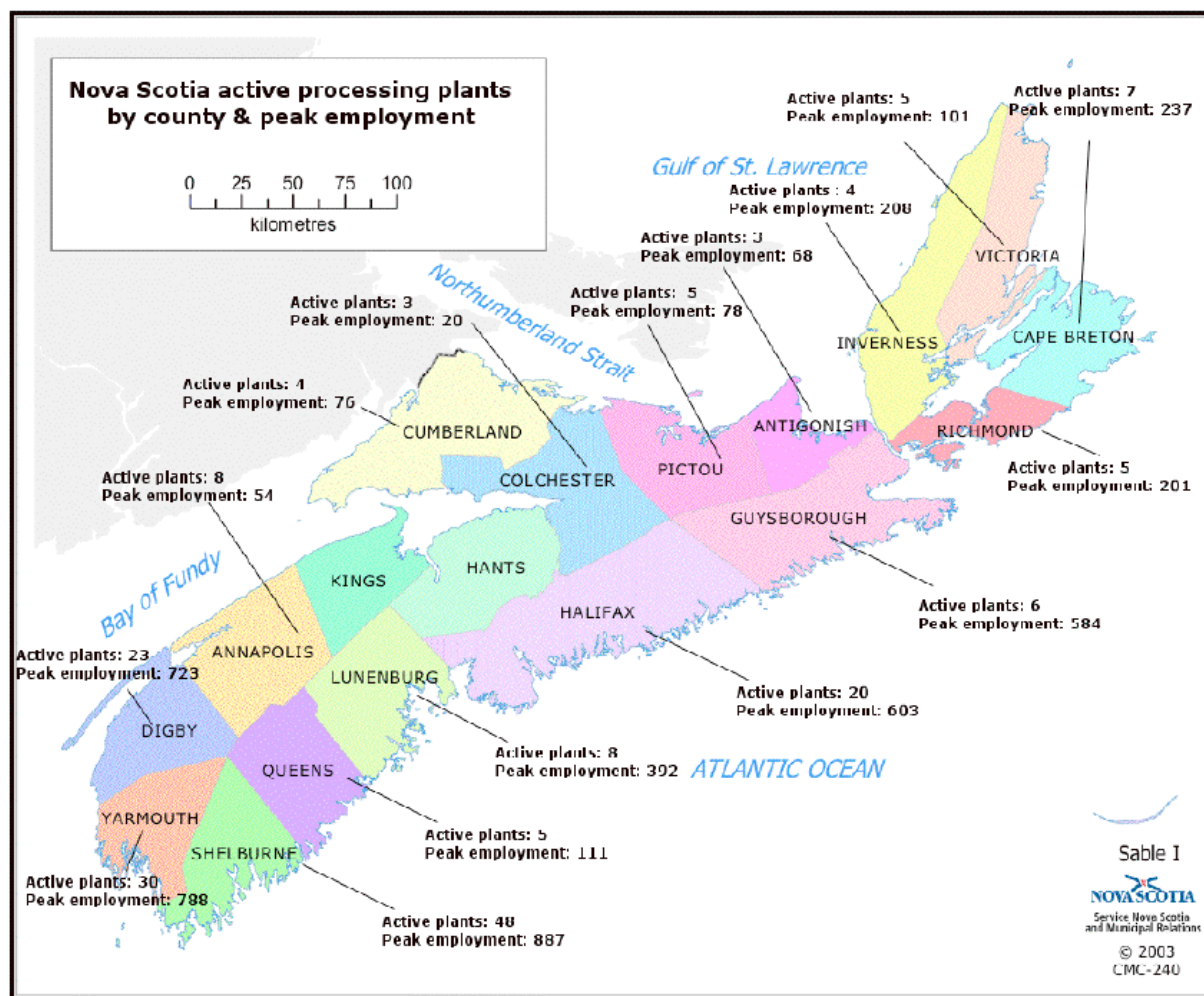 Nova Scotia active processing plants
by county & peak employment
0 25 50 75 100
kilometres
Active plants: 5
Peak employment: 101
Active plants: 7
Peak employment: 237
Gulf of St. Lawrence
Active plants : 4
Peak employment: 208
Active plants: 3
Peak employment: 68
VICTORIA
Northumberland Strait
Active plants: 3
Peak employment: 20
Active plants: 5
Peak employment: 78
INVERNESS
CAPE BRETON
Active plants: 4
Peak employment: 76
CUMBERLAND
ANTIGONISH
RICHMOND
PICTOU
COLCHESTER
Active plants: 8
Peak employment: 54
Active plants: 5
Peak employment: 201
GUYSBOROUGH
Bay of Fundy
KINGS
HANTS
HALIFAX
Active plants: 6
Peak employment: 584
Active plants: 23
Peak employment: 723
ANNAPOLIS
LUNENBURG
Active plants: 20
Peak employment: 603
DIGBY
QUEENS
Active plants: 8
Peak employment: 392
ATLANTIC OCEAN
YARMOUTH
SHELBURNE
Active plants: 5
Peak employment: 111
Active plants: 30
Peak employment: 788
Active plants: 48
Peak employment: 887
Sable I
NOVA SCOTIA
Service Nova Scotia
and Municipal Relations
© 2003
CMC-240